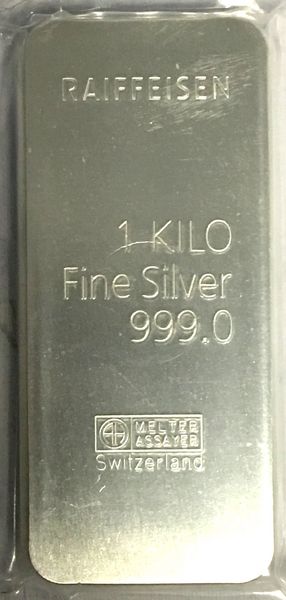 RAIFFEISEN
1 KILO
Fine Silver
999.0
MELTER
ASSAYER
Switzerland